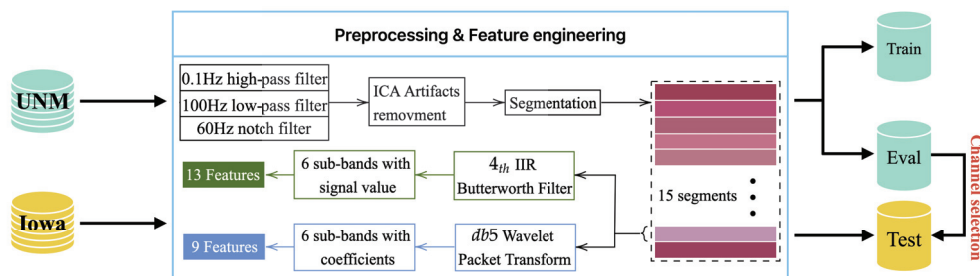 Preprocessing & Feature engineering
UNM
0.1Hz high-pass filter
100Hz low-pass filter
60Hz notch filter
ICA Artifacts
removment
Segmentation
Train
13 Features
6 sub-bands with
signal value
4th IIR
Butterworth Filter
15 segments
Eval
Channel selection
Iowa
9 Features
6 sub-bands with
coefficients
db5 Wavelet
Packet Transform
Test